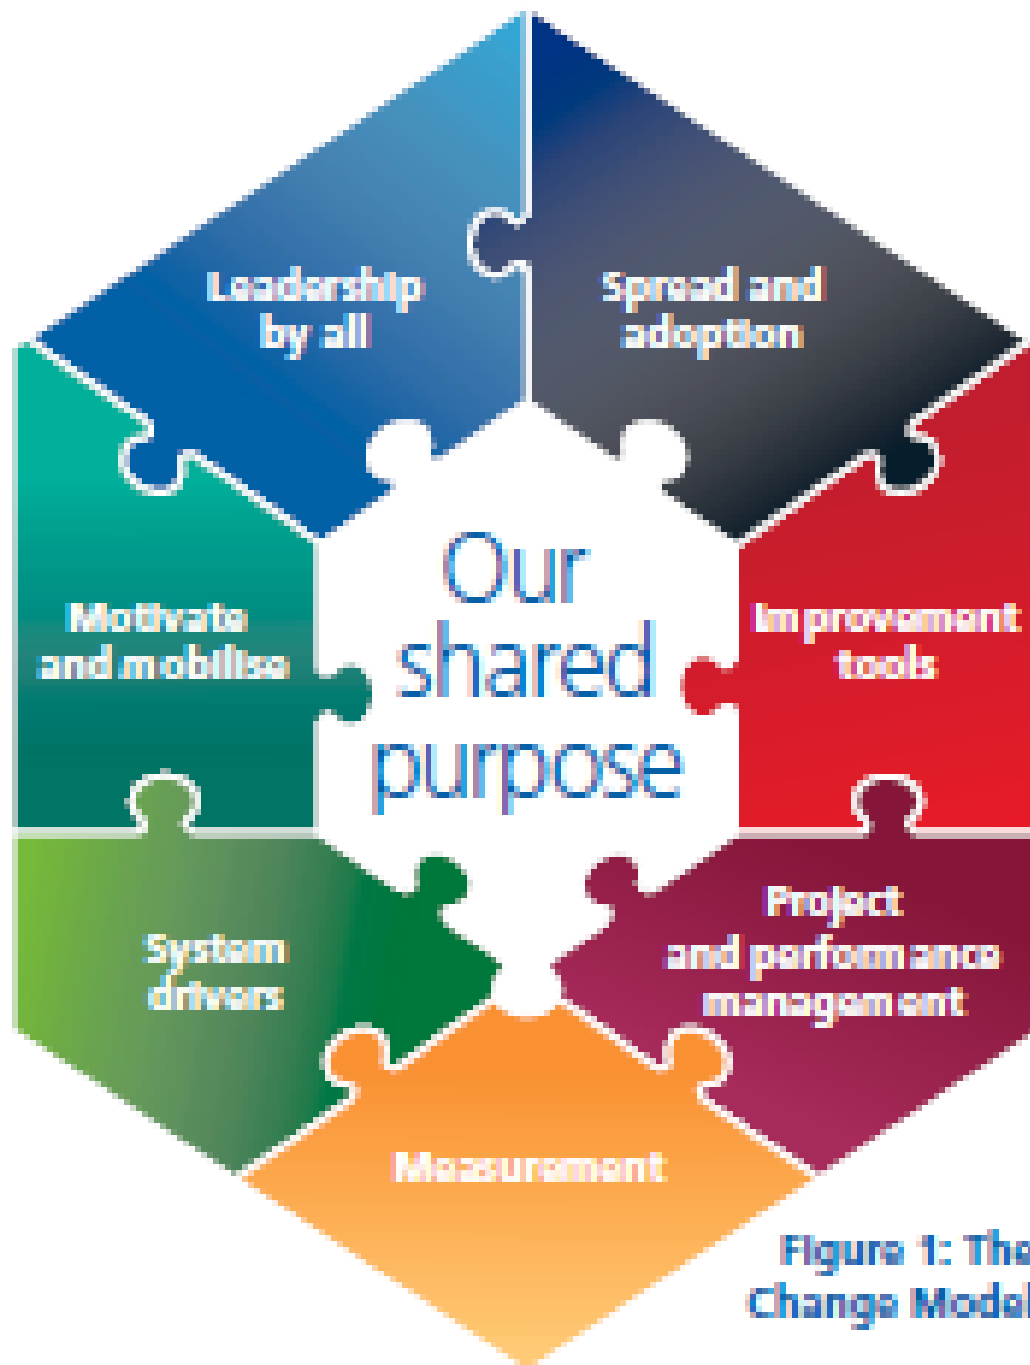 Leadership
by all
Spread and
adoption
Motivate
and mobilise
Our
shared
purpose
Improvement
tools
System
drivers
Project
and performance
management
Measurement
Figure 1: The
Change Model